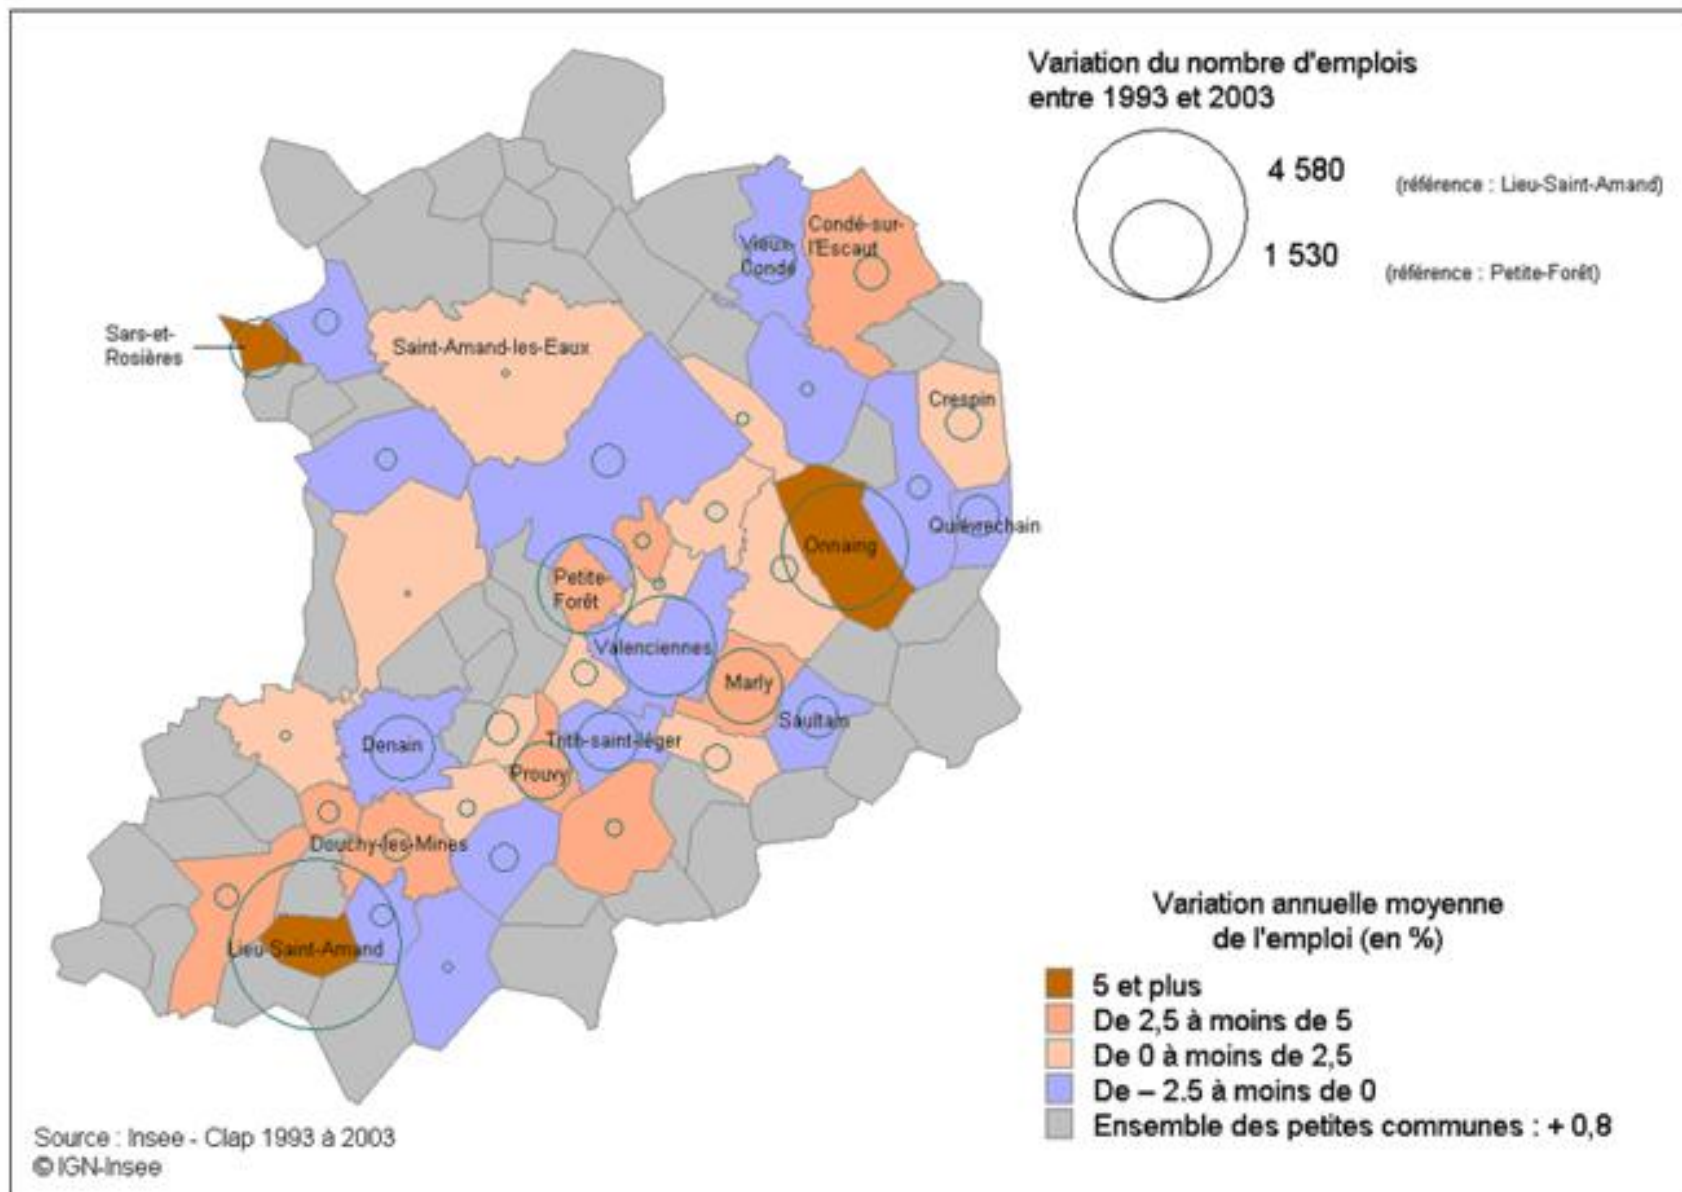 Variation du nombre d'emplois
entre 1993 et 2003
4 580
(référence : Lieu-Saint-Amand)
1 530
(référence : Petite-Forêt)
Vieux-
Condé
Condé-sur-
l'Escaut
Sars-et-
Rosières
Saint-Amand-les-Eaux
Crespin
Quiévrechain
Onnaing
Petite-
Forêt
Valenciennes
Marly
Saultain
Denain
Trith-saint-léger
Prouvy
Douchy-les-Mines
Lieu-Saint-Amand
Variation annuelle moyenne
de l'emploi (en %)
5 et plus
De 2,5 à moins de 5
De 0 à moins de 2,5
De – 2.5 à moins de 0
Ensemble des petites communes : + 0,8
Source : Insee - Clap 1993 à 2003
© IGN-Insee